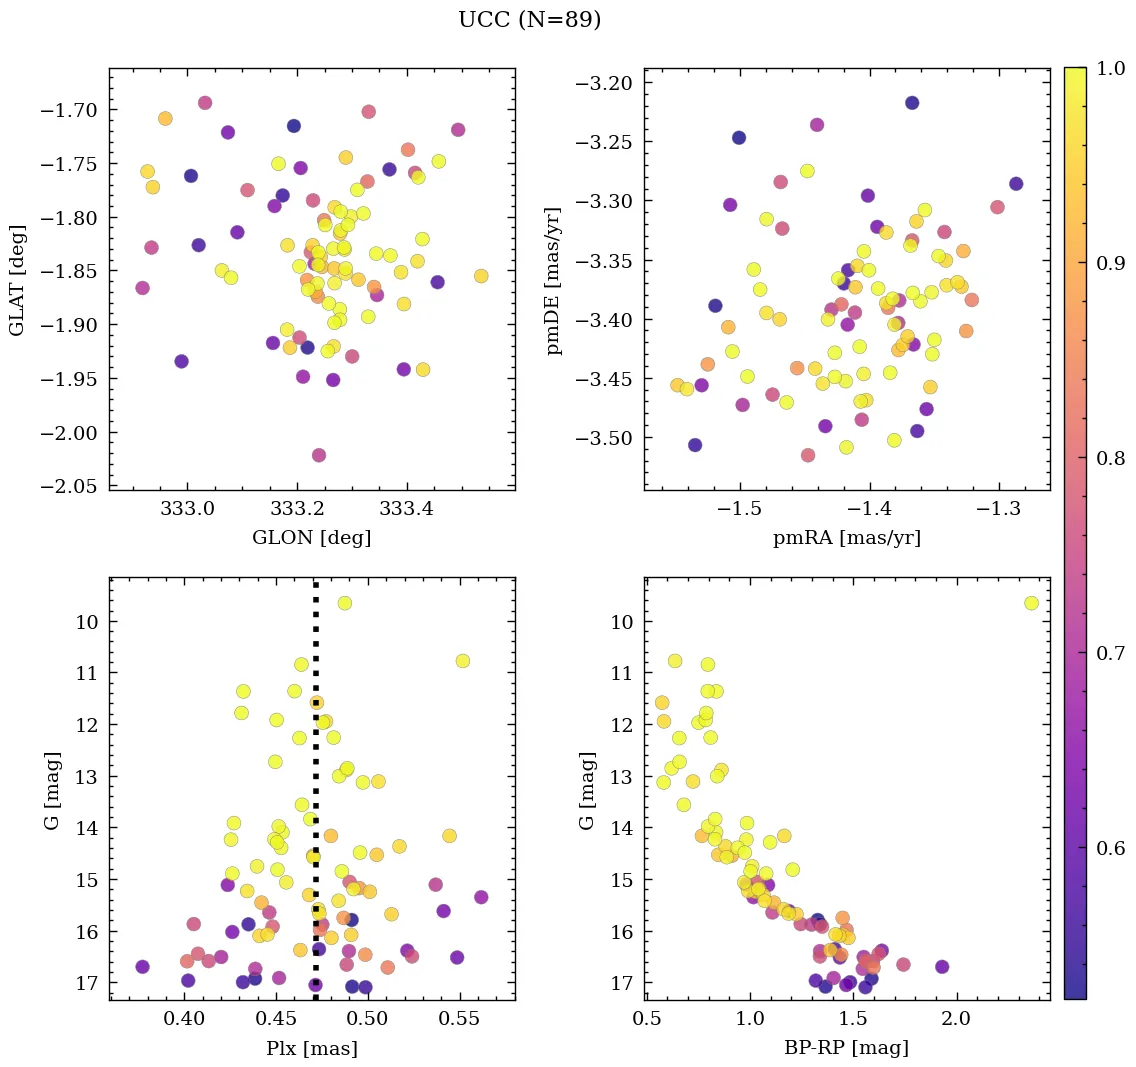 UCC (N=89)
−1.70
−1.75
−1.80
−1.85
−1.90
−1.95
−2.00
−2.05
GLAT [deg]
333.0 333.2 333.4
GLON [deg]
−3.20
−3.25
−3.30
−3.35
−3.40
−3.45
−3.50
pmDE [mas/yr]
−1.5 −1.4 −1.3
pmRA [mas/yr]
10
11
12
13
14
15
16
17
G [mag]
0.40 0.45 0.50 0.55
Plx [mas]
10
11
12
13
14
15
16
17
G [mag]
0.5 1.0 1.5 2.0
BP-RP [mag]
1.0
0.9
0.8
0.7
0.6